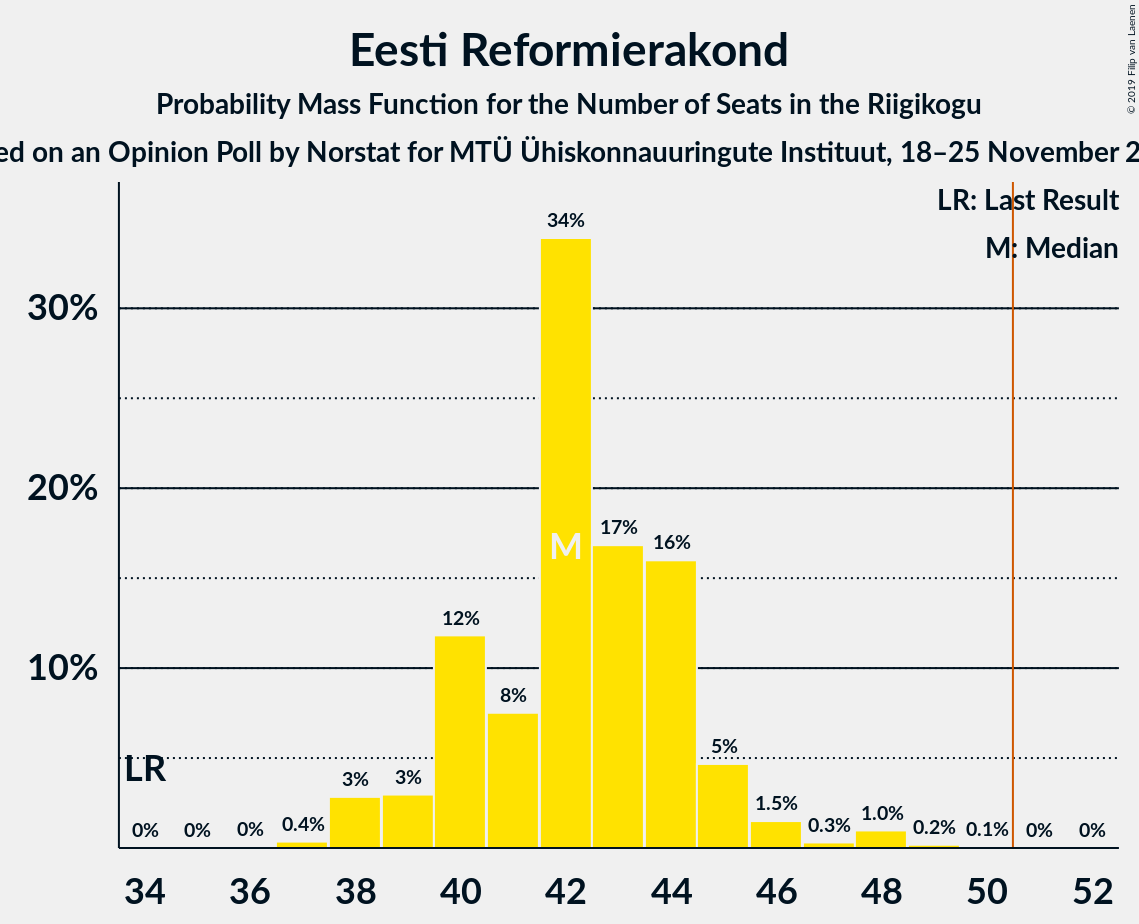 © 2019 Filip van Laenen
Eesti Reformierakond
Probability Mass Function for the Number of Seats in the Riigikogu
ed on an Opinion Poll by Norstat for MTÜ Ühiskonnauuringute Instituut, 18–25 November 2
LR: Last Result
M: Median
34%
30%
17%
16%
M
20%
12%
10%
8%
5%
LR
3%
3%
1.5%
1.0%
0%
0%
0%
0.4%
0.3%
0.2%
0.1%
0%
0%
34 36 38 40 42 44 46 48 50 52